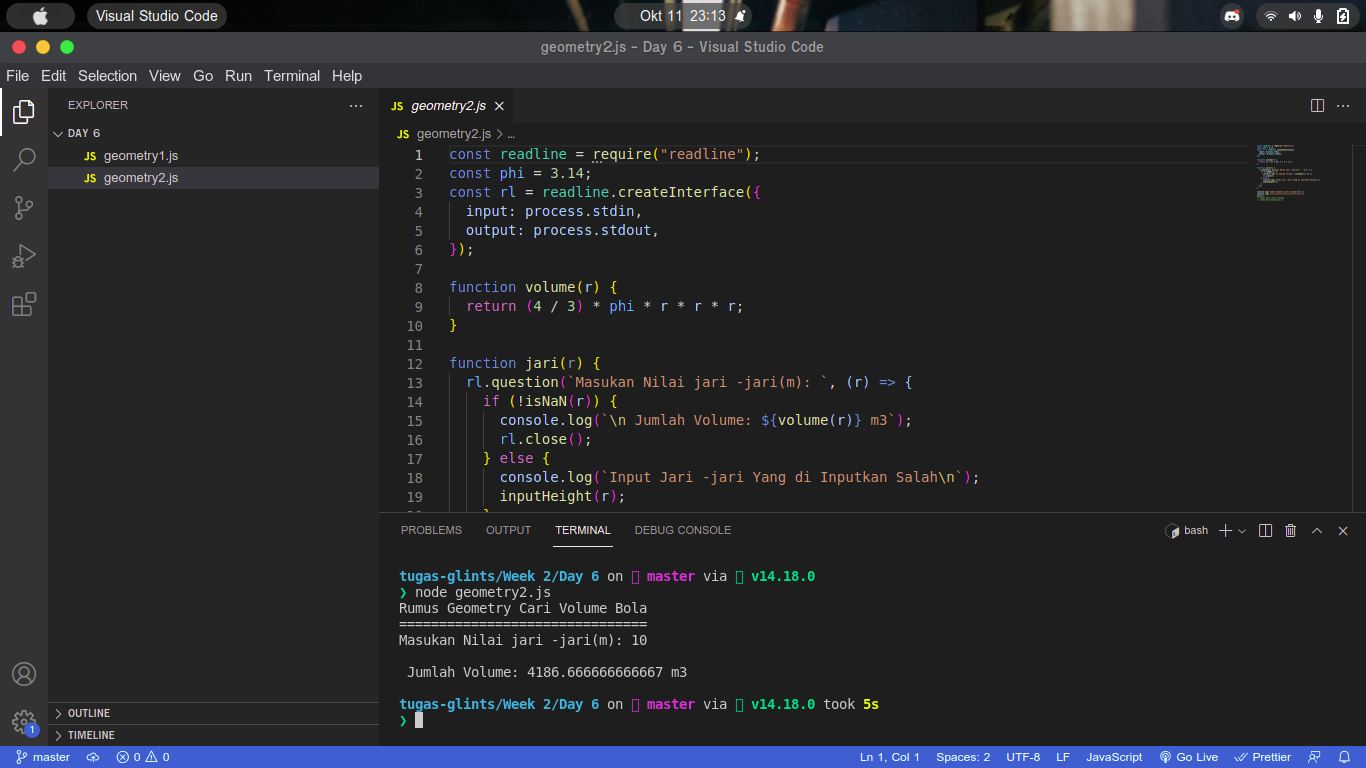 Visual Studio Code
Okt 11 23:13
geometry2.js - Day 6 - Visual Studio Code
File Edit Selection View Go Run Terminal Help
EXPLORER
DAY 6
JS geometry1.js
JS geometry2.js
OUTLINE
TIMELINE
JS geometry2.js
JS geometry2.js > ...
1 const readline = require("readline");
2 const phi = 3.14;
3 const rl = readline.createInterface({
4 input: process.stdin,
5 output: process.stdout,
6 });
7
8 function volume(r) {
9 return (4 / 3) * phi * r * r * r;
10 }
11
12 function jari(r) {
13 rl.question(`Masukan Nilai jari -jari(m): `, (r) => {
14 if (!isNaN(r)) {
15 console.log(`\n Jumlah Volume: ${volume(r)} m3`);
16 rl.close();
17 } else {
18 console.log(`Input Jari -jari Yang di Inputkan Salah\n`);
19 inputHeight(r);
PROBLEMS OUTPUT TERMINAL DEBUG CONSOLE
bash
tugas-glints/Week 2/Day 6 on master via v14.18.0
❯ node geometry2.js
Rumus Geometry Cari Volume Bola
===============================
Masukan Nilai jari -jari(m): 10
Jumlah Volume: 4186.666666666667 m3
tugas-glints/Week 2/Day 6 on master via v14.18.0 took 5s
❯
1
master 0 0 Ln 1, Col 1 Spaces: 2 UTF-8 LF JavaScript Go Live Prettier